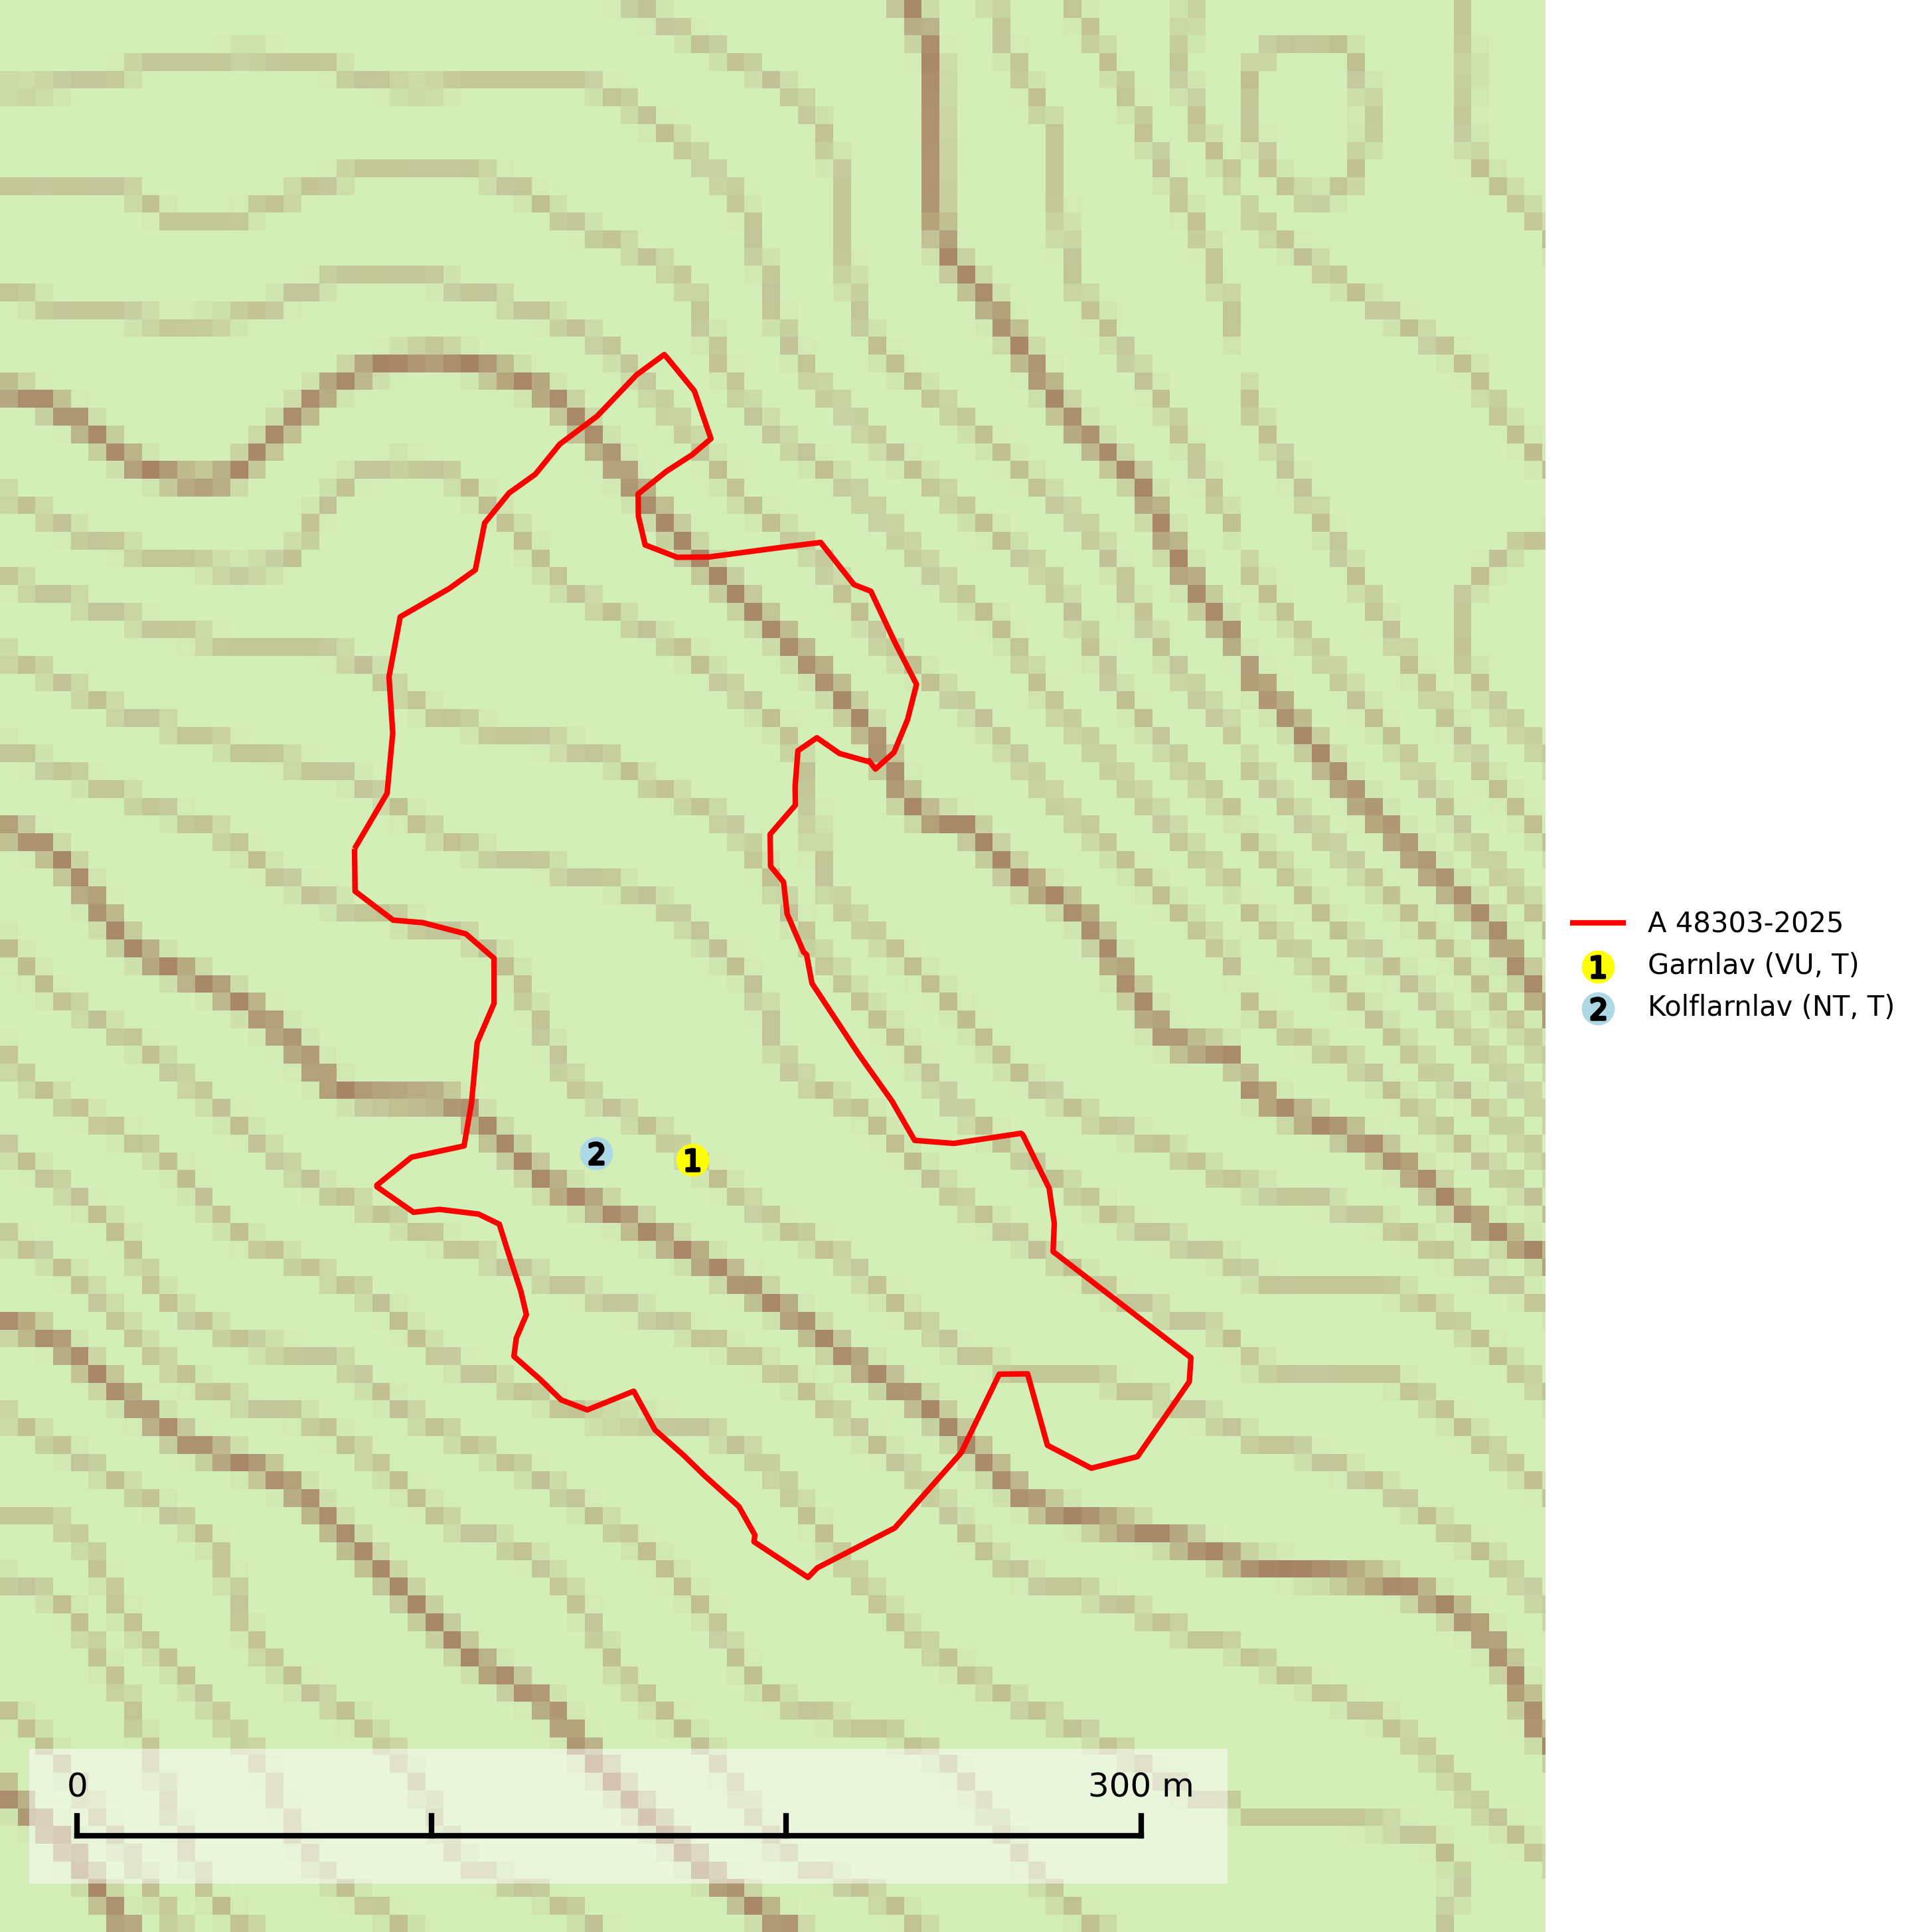 A 48303-2025
1 Garnlav (VU, T)
2 Kolflarnlav (NT, T)
2
1
0 300 m